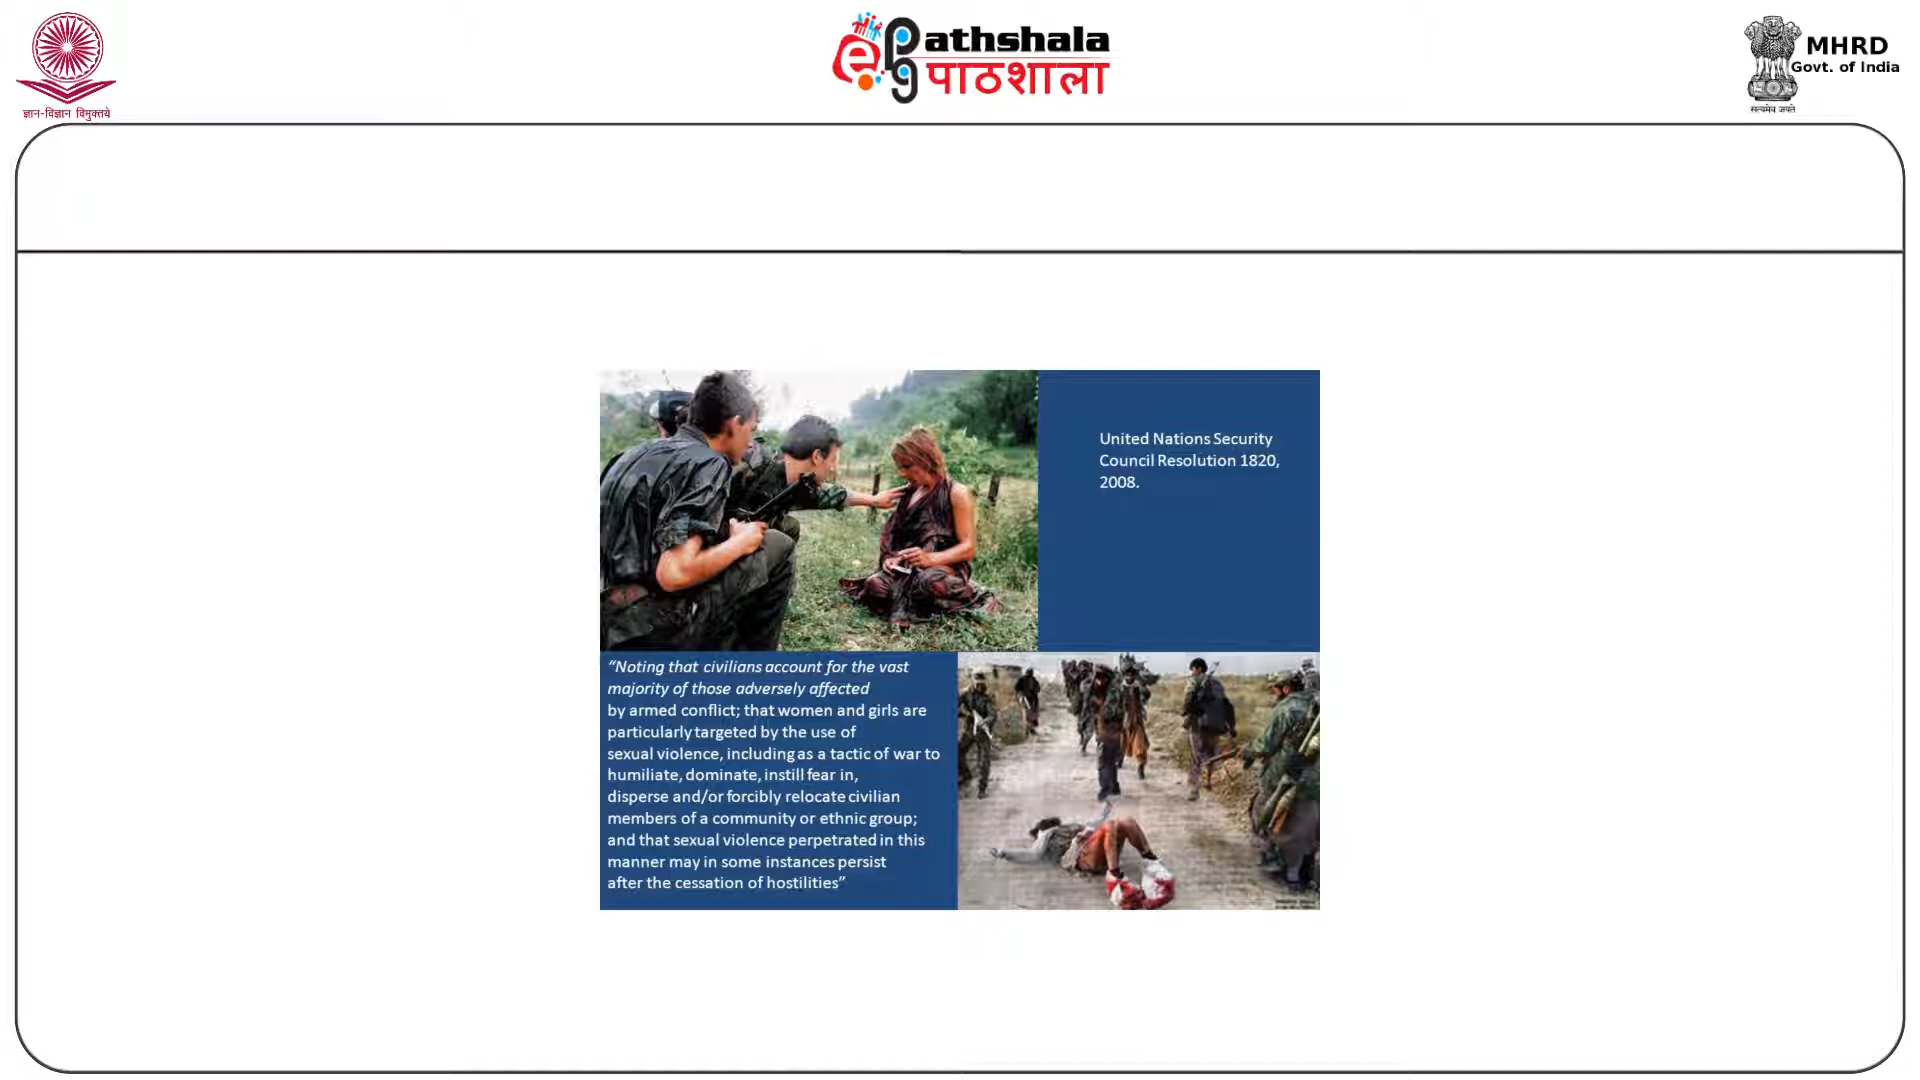 ज्ञान-विज्ञान विमुक्तये
e
pg
athshala
पाठशाला
MHRD
Govt. of India
सत्यमेव जयते
United Nations Security
Council Resolution 1820,
2008.
“Noting that civilians account for the vast
majority of those adversely affected
by armed conflict; that women and girls are
particularly targeted by the use of
sexual violence, including as a tactic of war to
humiliate, dominate, instill fear in,
disperse and/or forcibly relocate civilian
members of a community or ethnic group;
and that sexual violence perpetrated in this
manner may in some instances persist
after the cessation of hostilities”